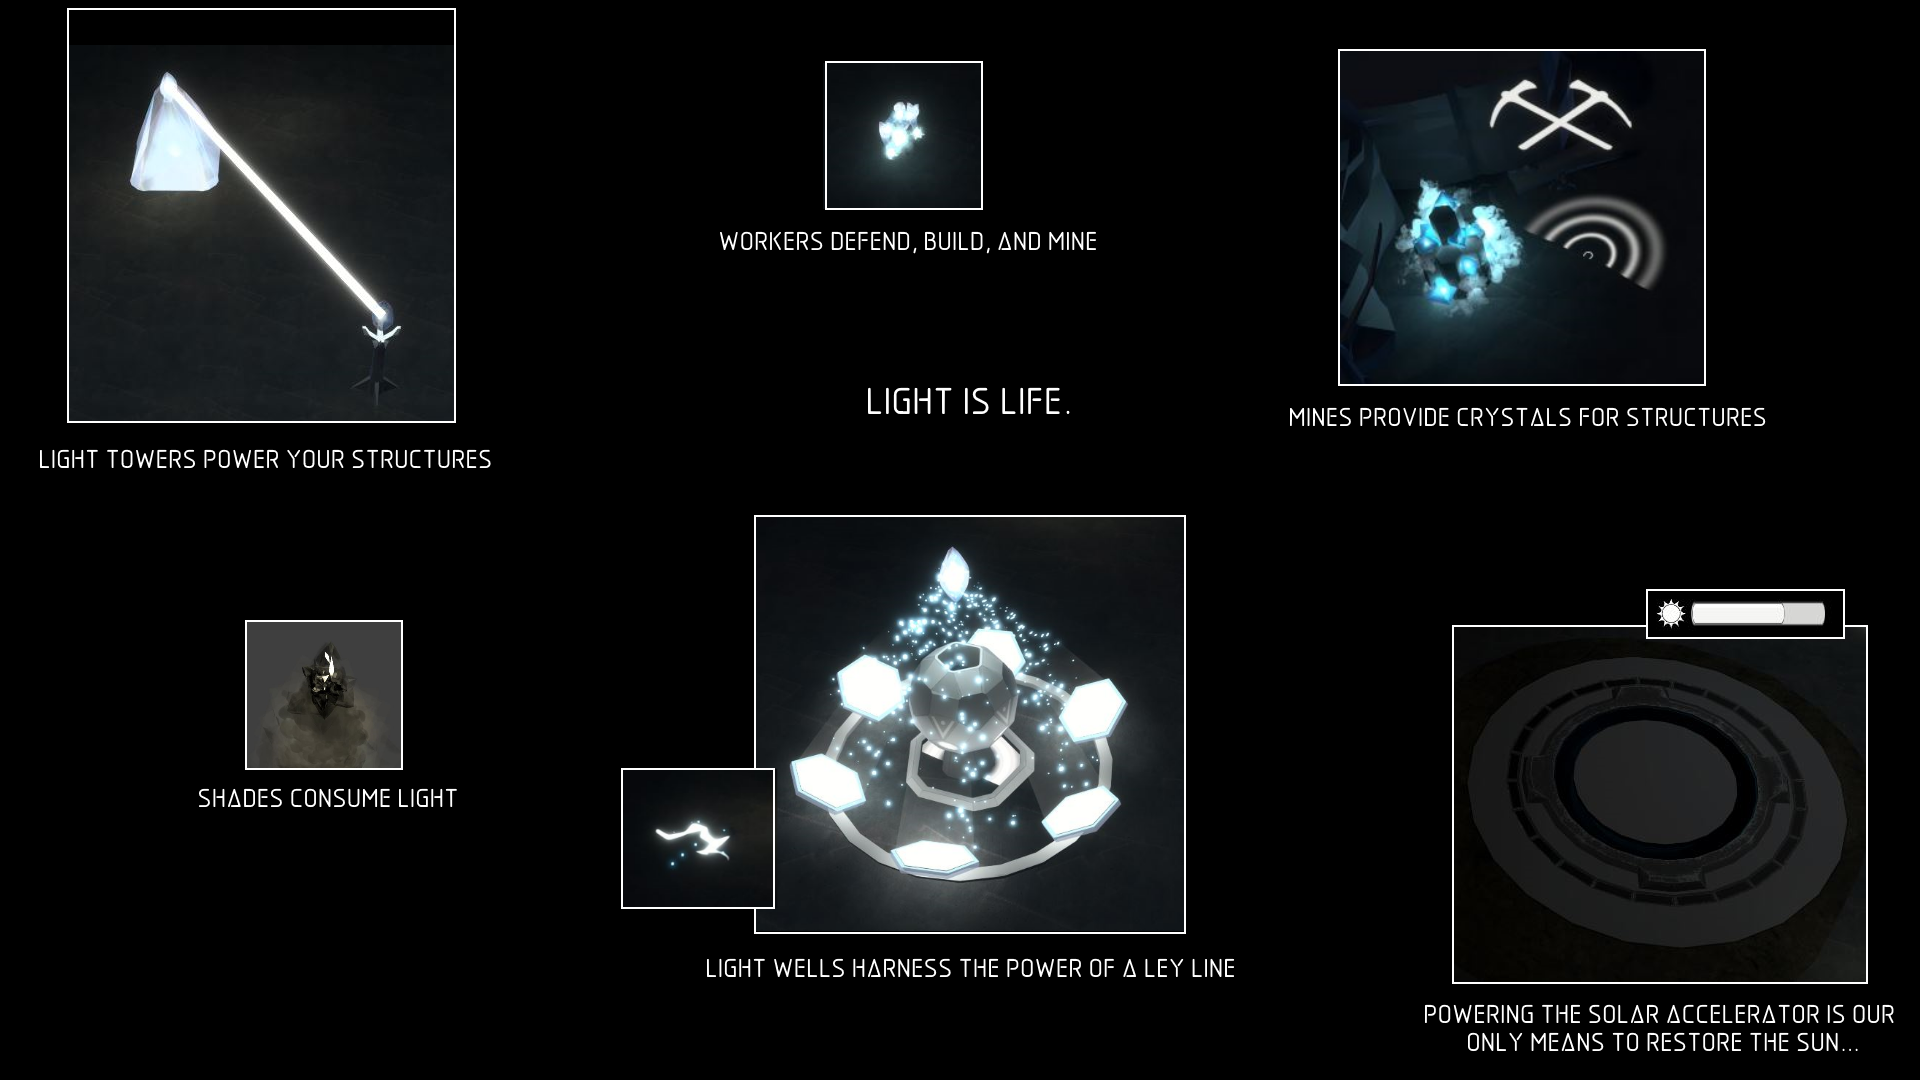 WORKERS DEFEND, BUILD, AND MINE
LIGHT IS LIFE.
MINES PROVIDE CRYSTALS FOR STRUCTURES
LIGHT TOWERS POWER YOUR STRUCTURES
SHADES CONSUME LIGHT
LIGHT WELLS HARNESS THE POWER OF A LEY LINE
POWERING THE SOLAR ACCELERATOR IS OUR
ONLY MEANS TO RESTORE THE SUN...